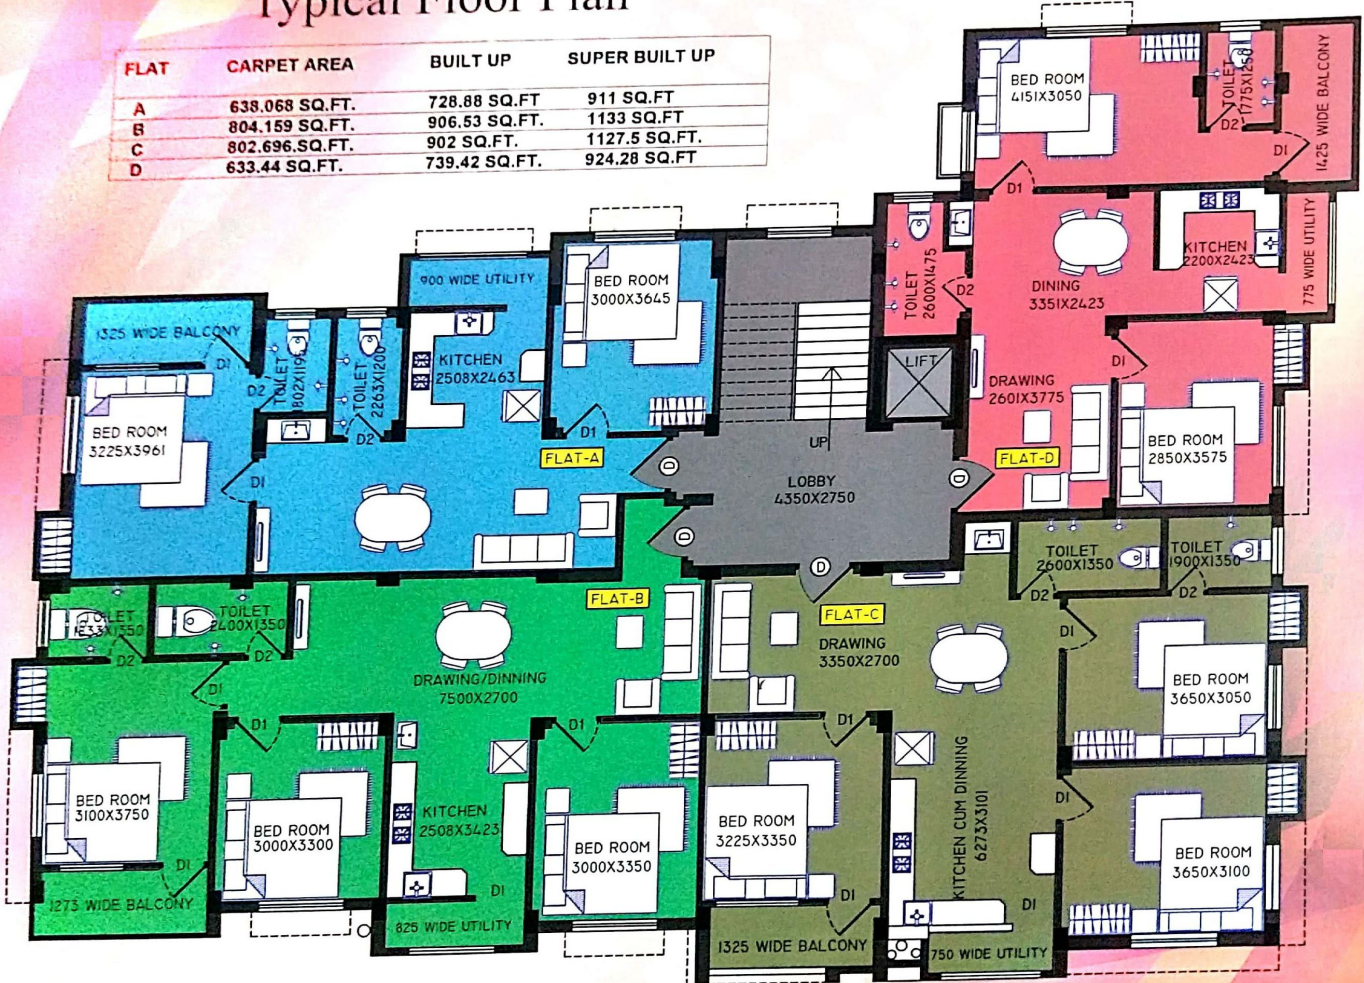 Typical Floor Plan
FLAT CARPET AREA BUILT UP SUPER BUILT UP
A 638.068 SQ.FT. 728.88 SQ.FT 911 SQ.FT
B 804.159 SQ.FT. 906.53 SQ.FT. 1133 SQ.FT
C 802.696.SQ.FT. 902 SQ.FT. 1127.5 SQ.FT
D 633.44 SQ.FT. 739.42 SQ.FT. 924.28 SQ.FT
BED ROOM
4151X3050
TOILET
1775X1250
D2
D1
1425 WIDE BALCONY
D1
TOILET
2600X1475
D2
DINING
3351X2423
KITCHEN
2200X2423
775 WIDE UTILITY
LIFT
DRAWING
2601X3775
D1
BED ROOM
2850X3575
FLAT-D
D
900 WIDE UTILITY
BED ROOM
3000X3645
1325 WIDE BALCONY
D1
D2
TOILET
TOILET
2263X1200
D2
KITCHEN
2508X2463
BED ROOM
3225X3961
D1
D1
FLAT-A
D
UP
LOBBY
4350X2750
D
D
FLAT-B
FLAT-C
TOILET
2400X1350
D2
D2
D1
DRAWING/DINNING
7500X2700
D1
D1
BED ROOM
3100X3750
D1
1273 WIDE BALCONY
BED ROOM
3000X3300
KITCHEN
2508X3423
D1
825 WIDE UTILITY
BED ROOM
3000X3350
DRAWING
3350X2700
TOILET
2600X1350
D2
TOILET
1900X1350
D2
D1
BED ROOM
3650X3050
D1
BED ROOM
3225X3350
D1
1325 WIDE BALCONY
KITCHEN CUM DINNING
6273X3101
D1
D1
750 WIDE UTILITY
BED ROOM
3650X3100